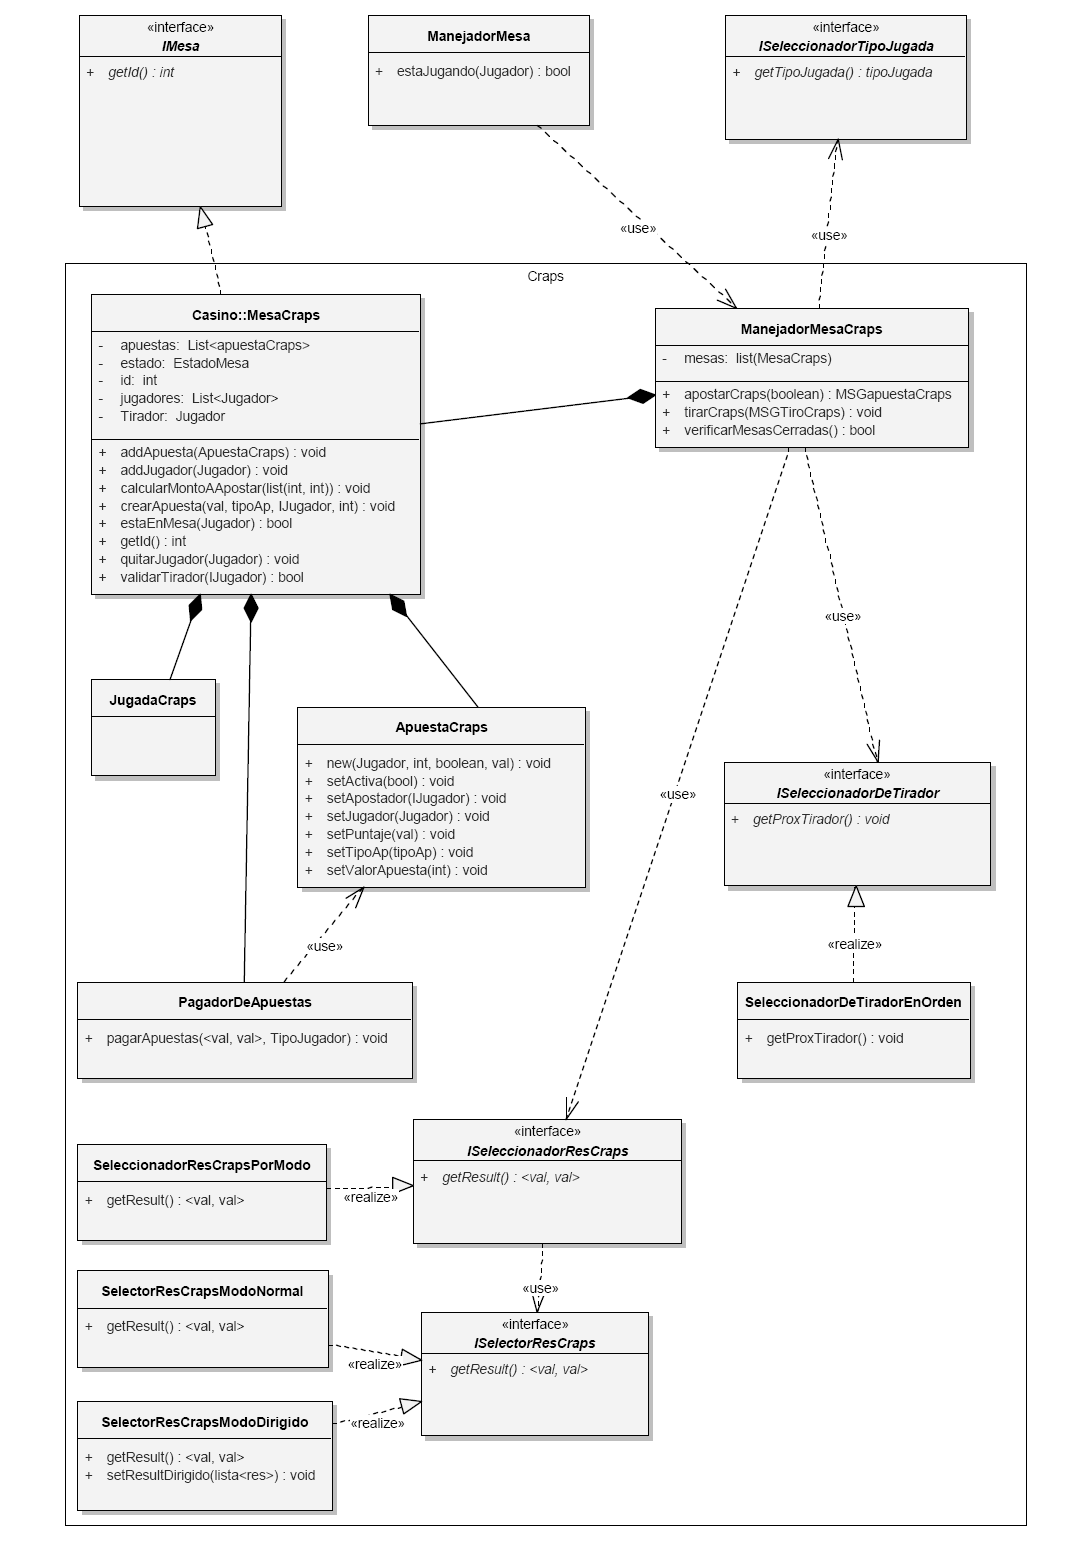 «interface»
IMesa
+ getId() : int
ManejadorMesa
+ estaJugando(Jugador) : bool
«interface»
ISeleccionadorTipoJugada
+ getTipoJugada() : tipoJugada
«use»
«use»
Craps
Casino::MesaCraps
- apuestas: List<apuestaCraps>
- estado: EstadoMesa
- id: int
- jugadores: List<Jugador>
- Tirador: Jugador
+ addApuesta(ApuestaCraps) : void
+ addJugador(Jugador) : void
+ calcularMontoAApostar(list(int, int)) : void
+ crearApuesta(val, tipoAp, IJugador, int) : void
+ estaEnMesa(Jugador) : bool
+ getId() : int
+ quitarJugador(Jugador) : void
+ validarTirador(IJugador) : bool
ManejadorMesaCraps
- mesas: list(MesaCraps)
+ apostarCraps(boolean) : MSGapuestaCraps
+ tirarCraps(MSGTiroCraps) : void
+ verificarMesasCerradas() : bool
«use»
«use»
JugadaCraps
ApuestaCraps
+ new(Jugador, int, boolean, val) : void
+ setActiva(bool) : void
+ setApostador(IJugador) : void
+ setJugador(Jugador) : void
+ setPuntaje(val) : void
+ setTipoAp(tipoAp) : void
+ setValorApuesta(int) : void
«interface»
ISeleccionadorDeTirador
+ getProxTirador() : void
«use»
«realize»
PagadorDeApuestas
+ pagarApuestas(<val, val>, TipoJugador) : void
SeleccionadorDeTiradorEnOrden
+ getProxTirador() : void
«interface»
ISeleccionadorResCraps
+ getResult() : <val, val>
SeleccionadorResCrapsPorModo
+ getResult() : <val, val>
«realize»
«use»
SelectorResCrapsModoNormal
+ getResult() : <val, val>
«interface»
ISelectorResCraps
+ getResult() : <val, val>
«realize»
«realize»
SelectorResCrapsModoDirigido
+ getResult() : <val, val>
+ setResultDirigido(lista<res>) : void